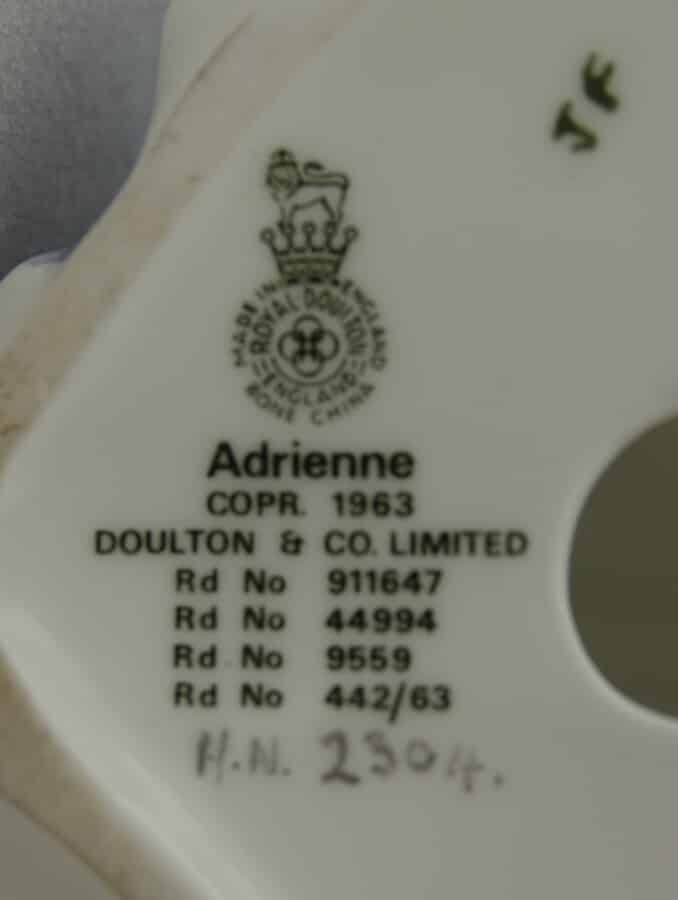 JF
MADE IN ENGLAND
ROYAL DOULTON
ENGLAND
BONE CHINA
Adrienne
COPR. 1963
DOULTON & CO. LIMITED
Rd No 911647
Rd No 44994
Rd No 9559
Rd No 442/63
H.N. 2304.